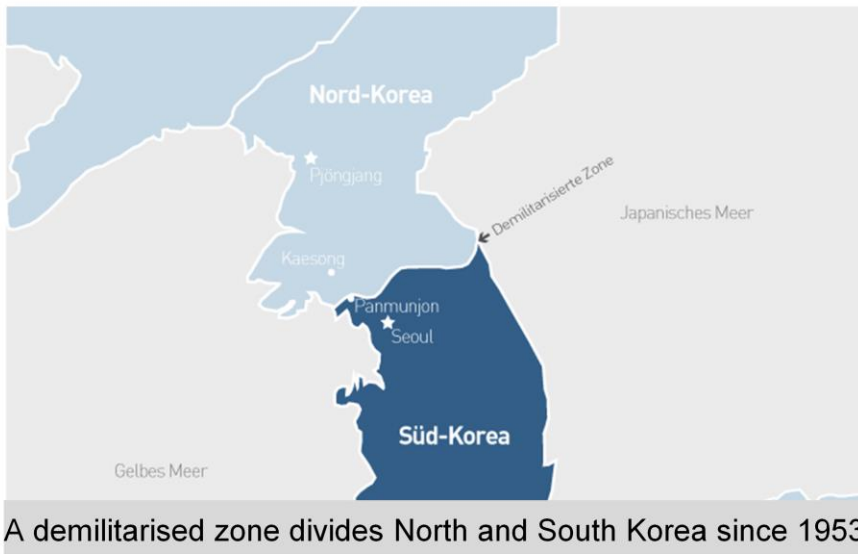 Nord-Korea
Pjöngjang
Demilitarisierte Zone
Japanisches Meer
Kaesong
Panmunjon
Seoul
Süd-Korea
Gelbes Meer
A demilitarised zone divides North and South Korea since 1953